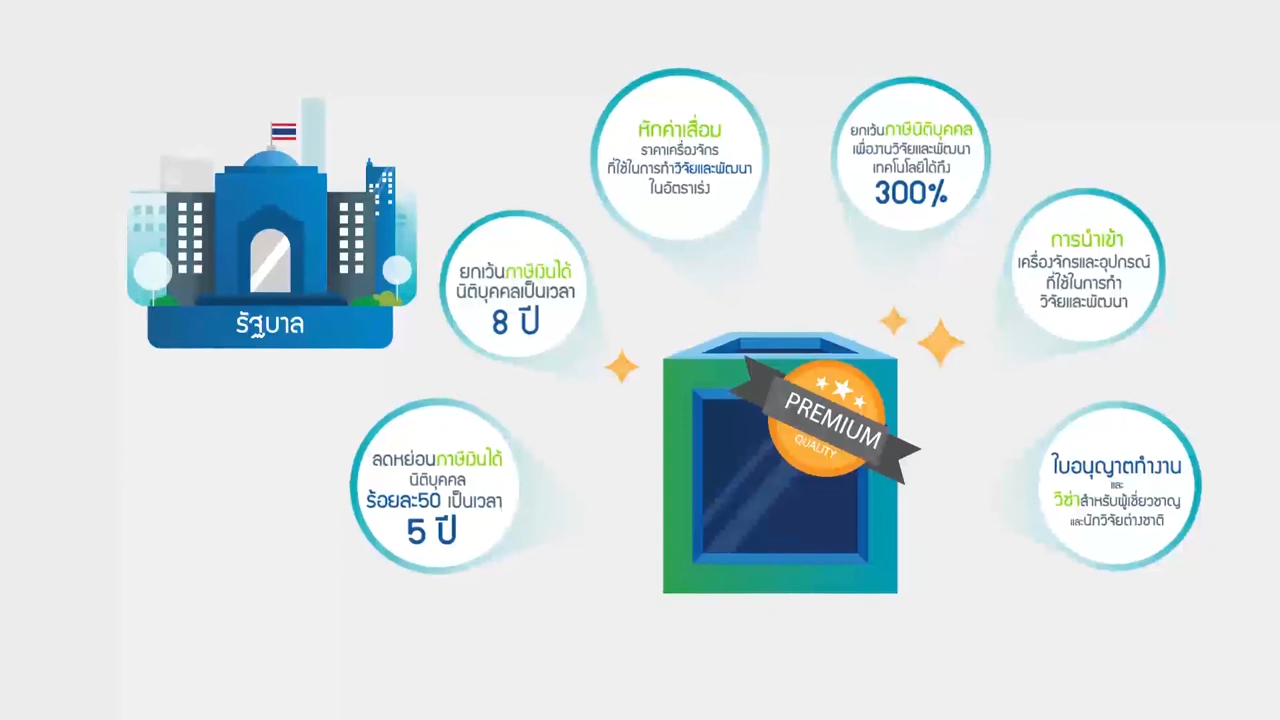 รัฐบาล
ลดหย่อนภาษีเงินได้
นิติบุคคล
ร้อยละ50 เป็นเวลา
5 ปี
ยกเว้นภาษีเงินได้
นิติบุคคลเป็นเวลา
8 ปี
หักค่าเสื่อม
ราคาเครื่องจักร
ที่ใช้ในการทำวิจัยและพัฒนา
ในอัตราเร่ง
ยกเว้นภาษีนิติบุคคล
เพื่องานวิจัยและพัฒนา
เทคโนโลยีได้ถึง
300%
การนำเข้า
เครื่องจักรและอุปกรณ์
ที่ใช้ในการทำ
วิจัยและพัฒนา
ใบอนุญาตทำงาน
และ
วีซ่าสำหรับผู้เชี่ยวชาญ
และนักวิจัยต่างชาติ
PREMIUM
QUALITY